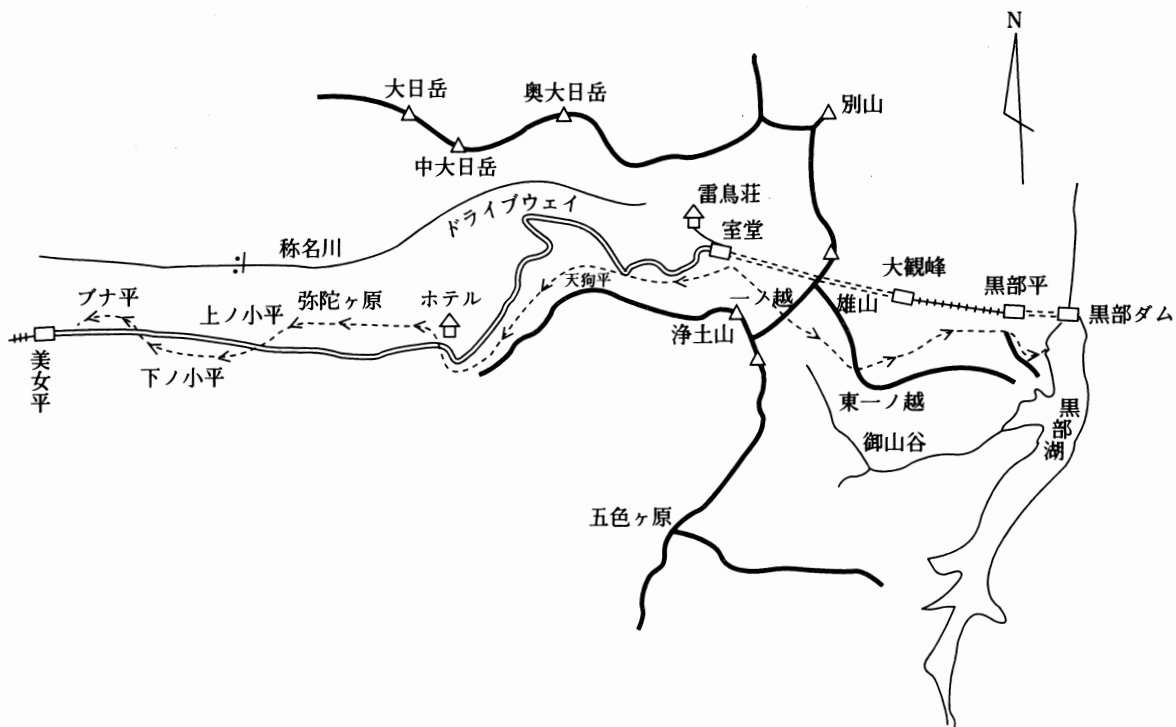 N
大日岳
奥大日岳
別山
中大日岳
雷鳥荘
ドライブウェイ
室堂
称名川
大観峰
天狗平
黒部平
ブナ平
弥陀ヶ原
ホテル
一ノ越
雄山
上ノ小平
黒部ダム
浄土山
美女平
下ノ小平
東一ノ越
黒部湖
御山谷
五色ヶ原